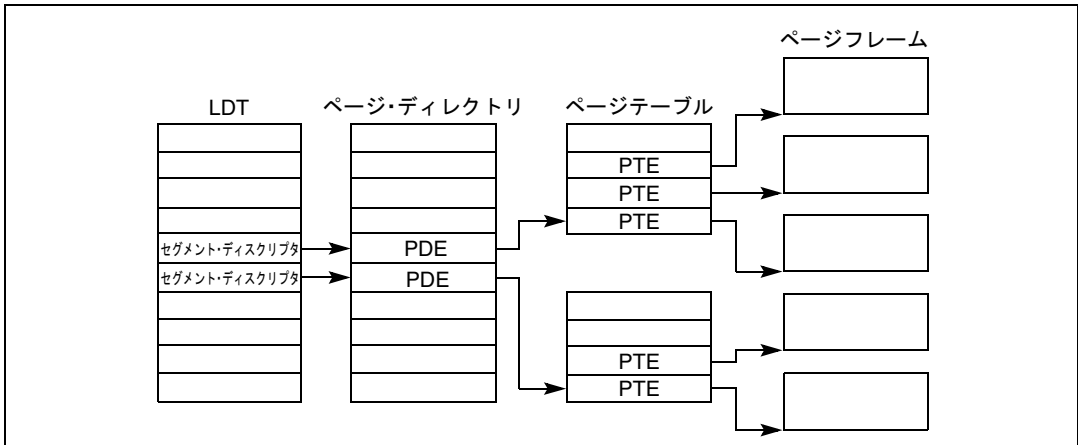 ページフレーム
LDT
ページ・ディレクトリ
ページテーブル
PTE
PTE
PTE
セグメント・ディスクリプタ
PDE
セグメント・ディスクリプタ
PDE
PTE
PTE